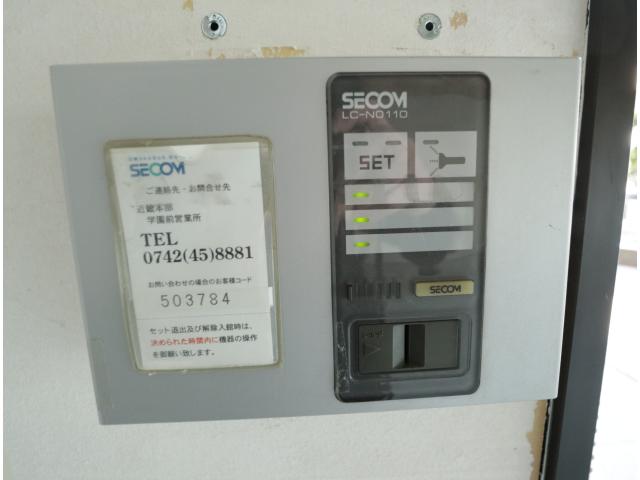 SECOM
ご連絡先・お問合せ先
近畿本部
学園前営業所
TEL
0742(45)8881
お問い合わせの場合のお客様コード
503784
セット退出及び解除入館時は、
決められた時間内に機器の操作
を御願い致します。
SECOM
LC-N0110
SET
SECOM